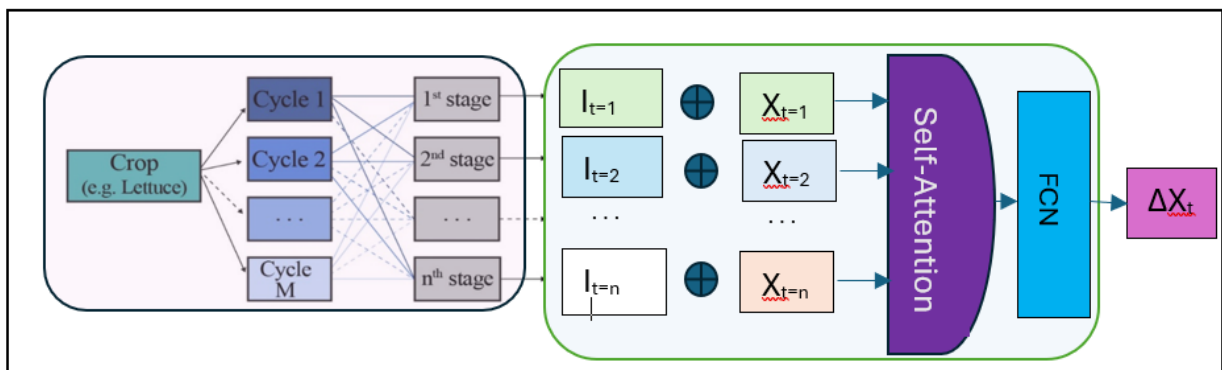 Crop
(e.g. Lettuce)
Cycle 1
Cycle 2
...
Cycle
M
1st stage
2nd stage
...
nth stage
It=1
It=2
...
It=n
Xt=1
Xt=2
...
Xt=n
Self-Attention
FCN
ΔXt